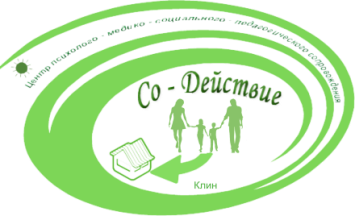 Центр психолого - медико - социального - педагогического сопровождения
Со - Действие
Клин